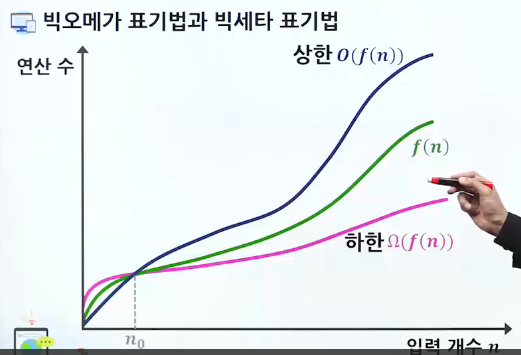 빅오메가 표기법과 빅세타 표기법
연산 수
상한 O(f(n))
f(n)
하한 Ω(f(n))
n₀
입력 개수 n